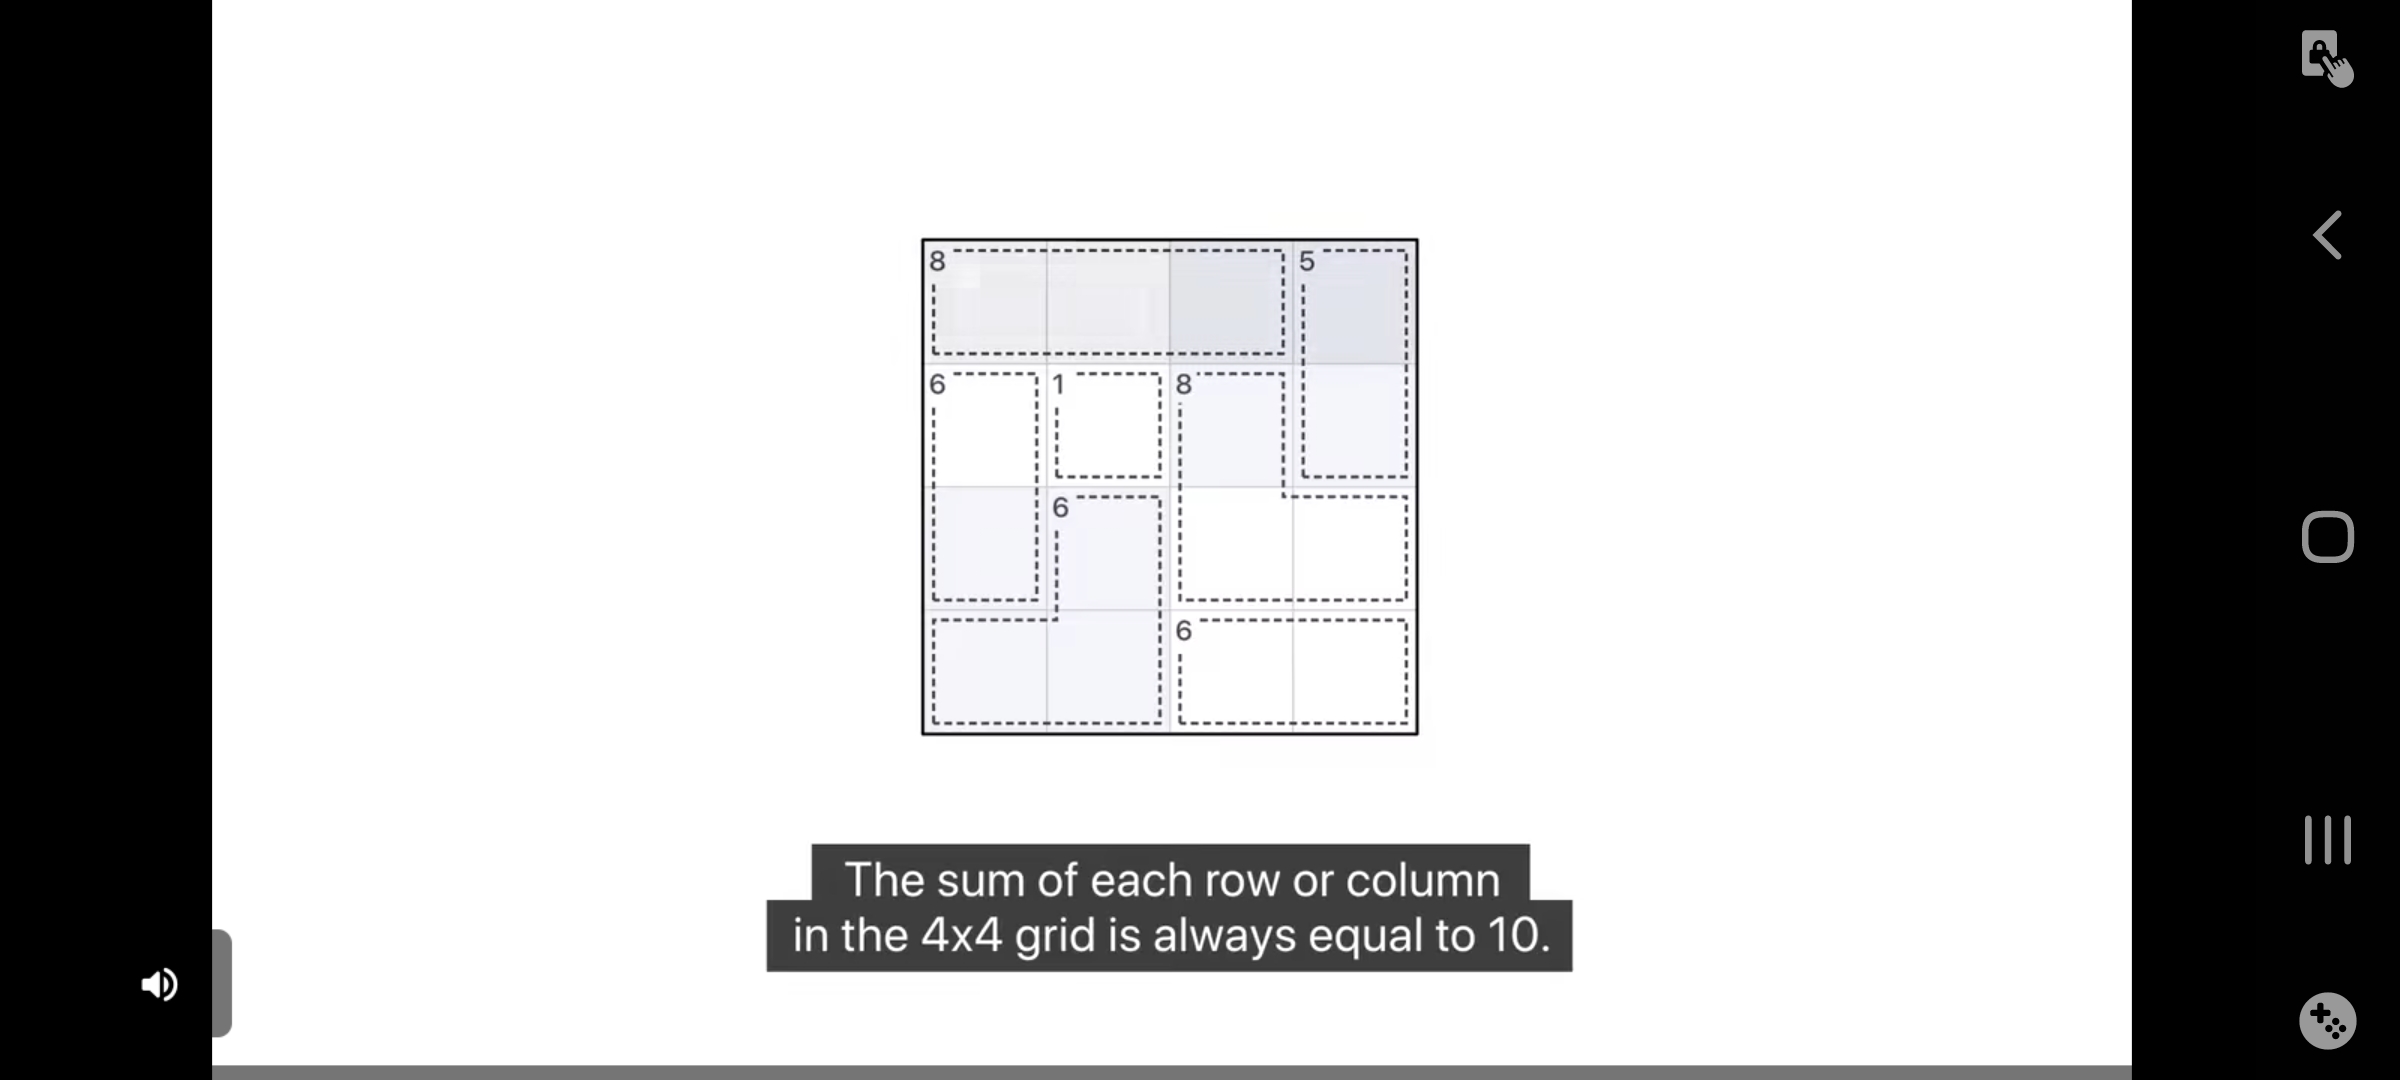 8 5
6 1 8
6
6
The sum of each row or column
in the 4x4 grid is always equal to 10.